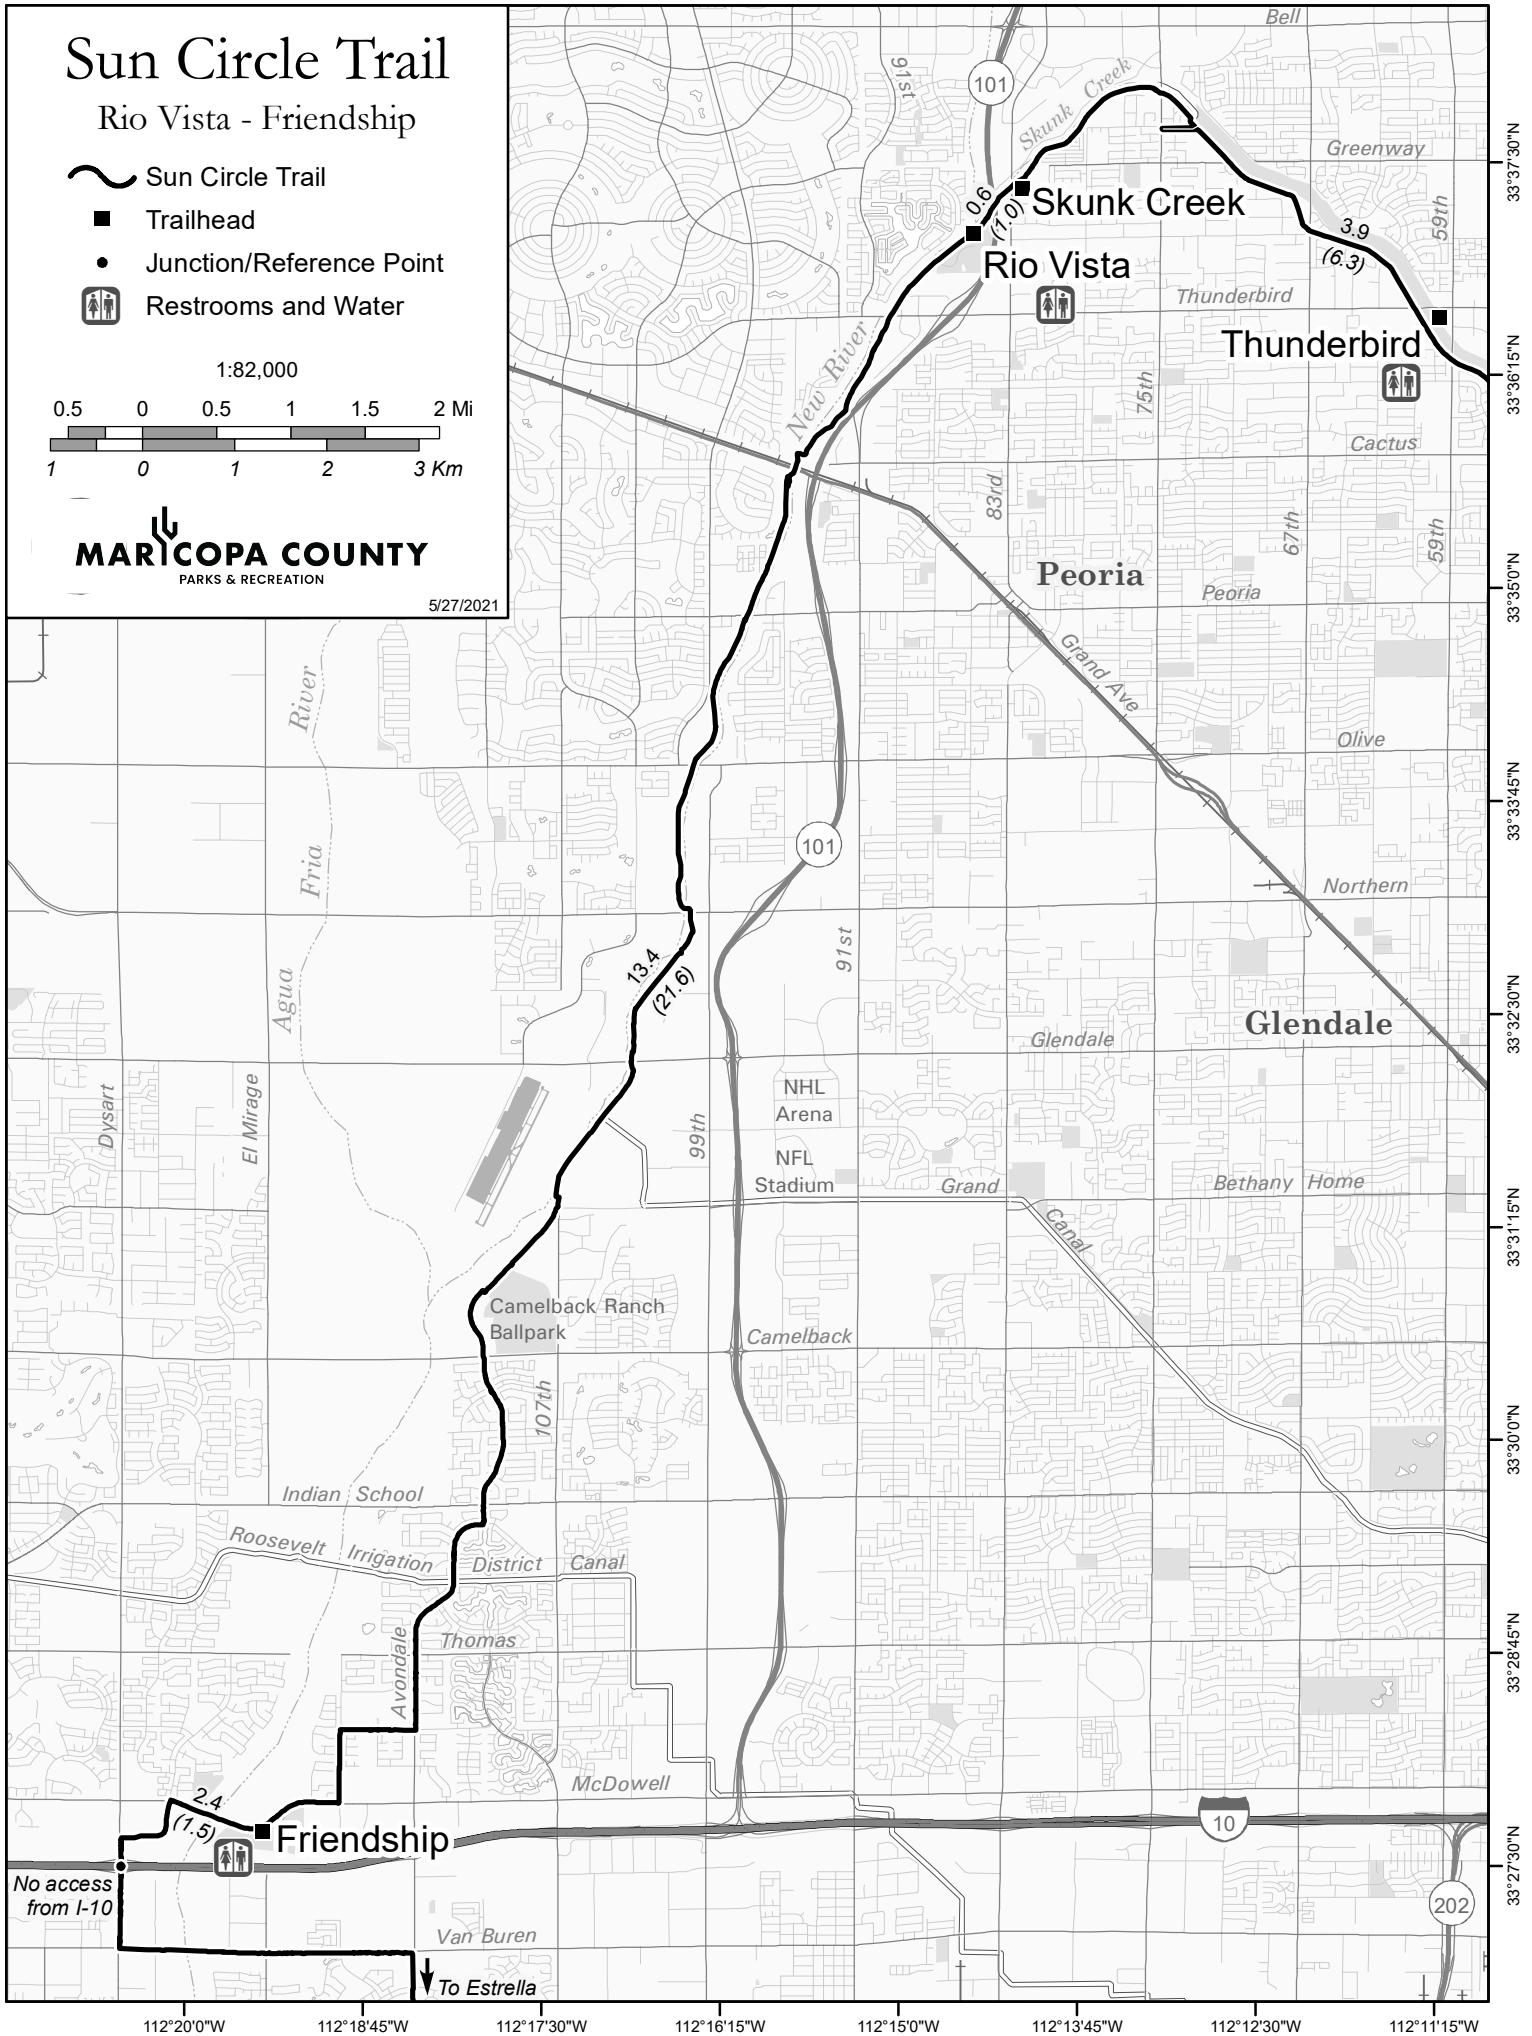 Sun Circle Trail
Rio Vista - Friendship
Sun Circle Trail
Trailhead
Junction/Reference Point
Restrooms and Water
1:82,000
0.5 0 0.5 1 1.5 2 Mi
1 0 1 2 3 Km
MARICOPA COUNTY
PARKS & RECREATION
5/27/2021
Bell
91st
101
Skunk Creek
Greenway
33°37'30"N
59th
0.6
(1.0)
Skunk Creek
3.9
(6.3)
Rio Vista
Thunderbird
Thunderbird
33°36'15"N
New River
75th
Cactus
83rd
67th
59th
Peoria
Peoria
33°35'0"N
Grand Ave
River
Olive
33°33'45"N
101
Fria
Northern
91st
13.4
(21.6)
Agua
33°32'30"N
Glendale
Glendale
NHL
Arena
Dysart
El Mirage
99th
NFL
Stadium
Grand
Canal
Bethany Home
33°31'15"N
Camelback Ranch
Ballpark
Camelback
107th
33°30'0"N
Indian School
Roosevelt Irrigation District Canal
Thomas
Avondale
33°28'45"N
McDowell
2.4
(1.5)
10
Friendship
33°27'30"N
No access
from I-10
202
Van Buren
To Estrella
112°20'0"W 112°18'45"W 112°17'30"W 112°16'15"W 112°15'0"W 112°13'45"W 112°12'30"W 112°11'15"W